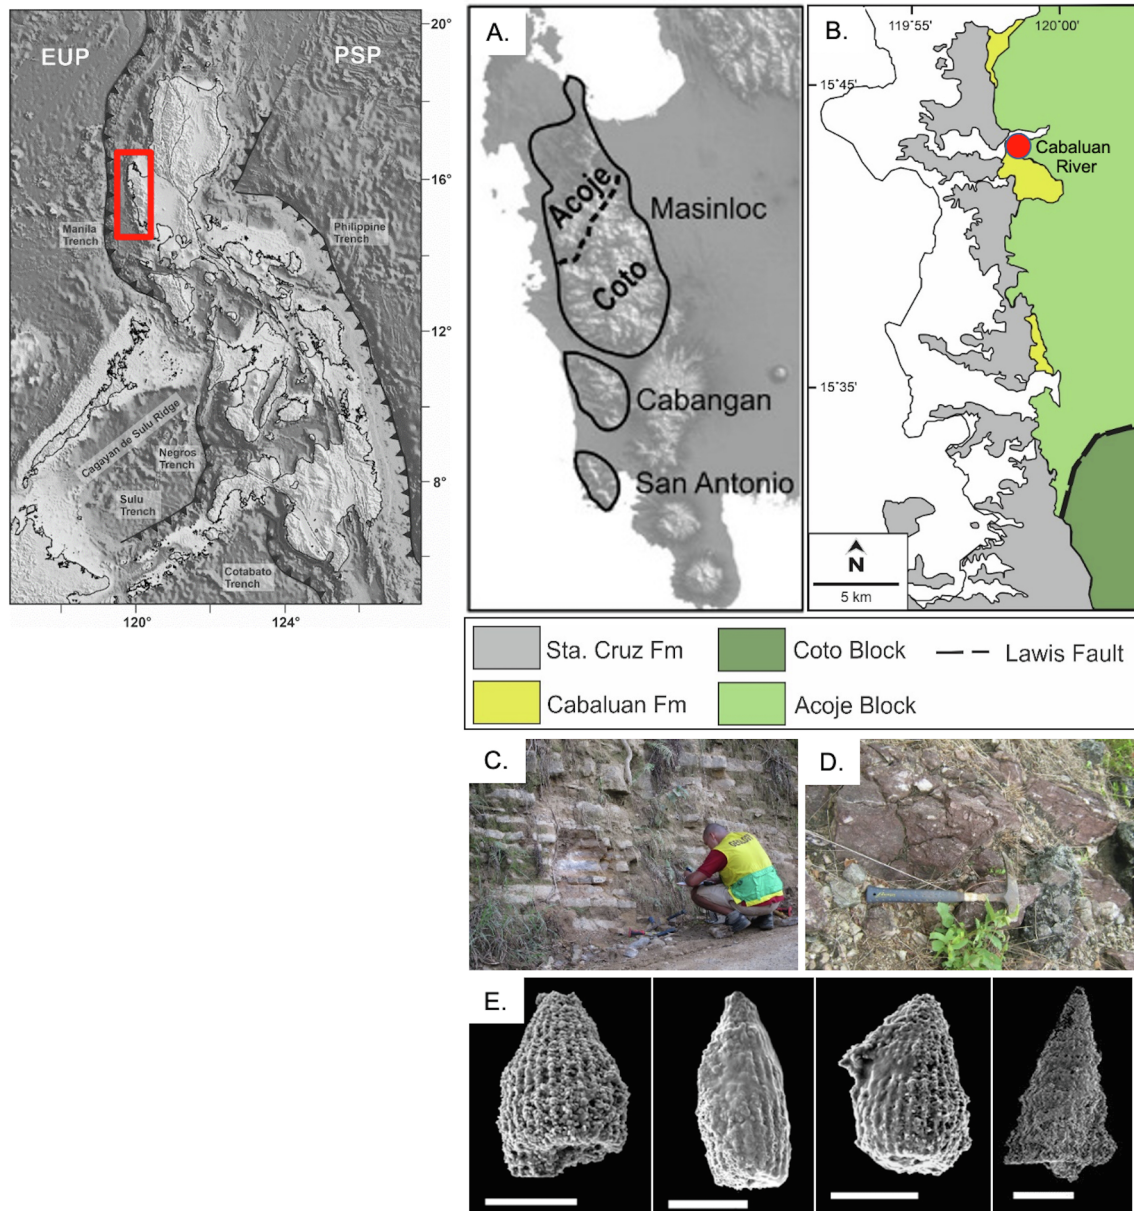 EUP
PSP
20°
16°
12°
8°
120°
124°
Manila
Trench
Philippine
Trench
Cagayan de Sulu Ridge
Negros
Trench
Sulu
Trench
Cotabato
Trench
A.
Acoje
Coto
Masinloc
Cabangan
San Antonio
B.
119°55'
120°00'
15°45'
15°35'
Cabaluan
River
N
5 km
Sta. Cruz Fm
Coto Block
Lawis Fault
Cabaluan Fm
Acoje Block
C.
D.
E.